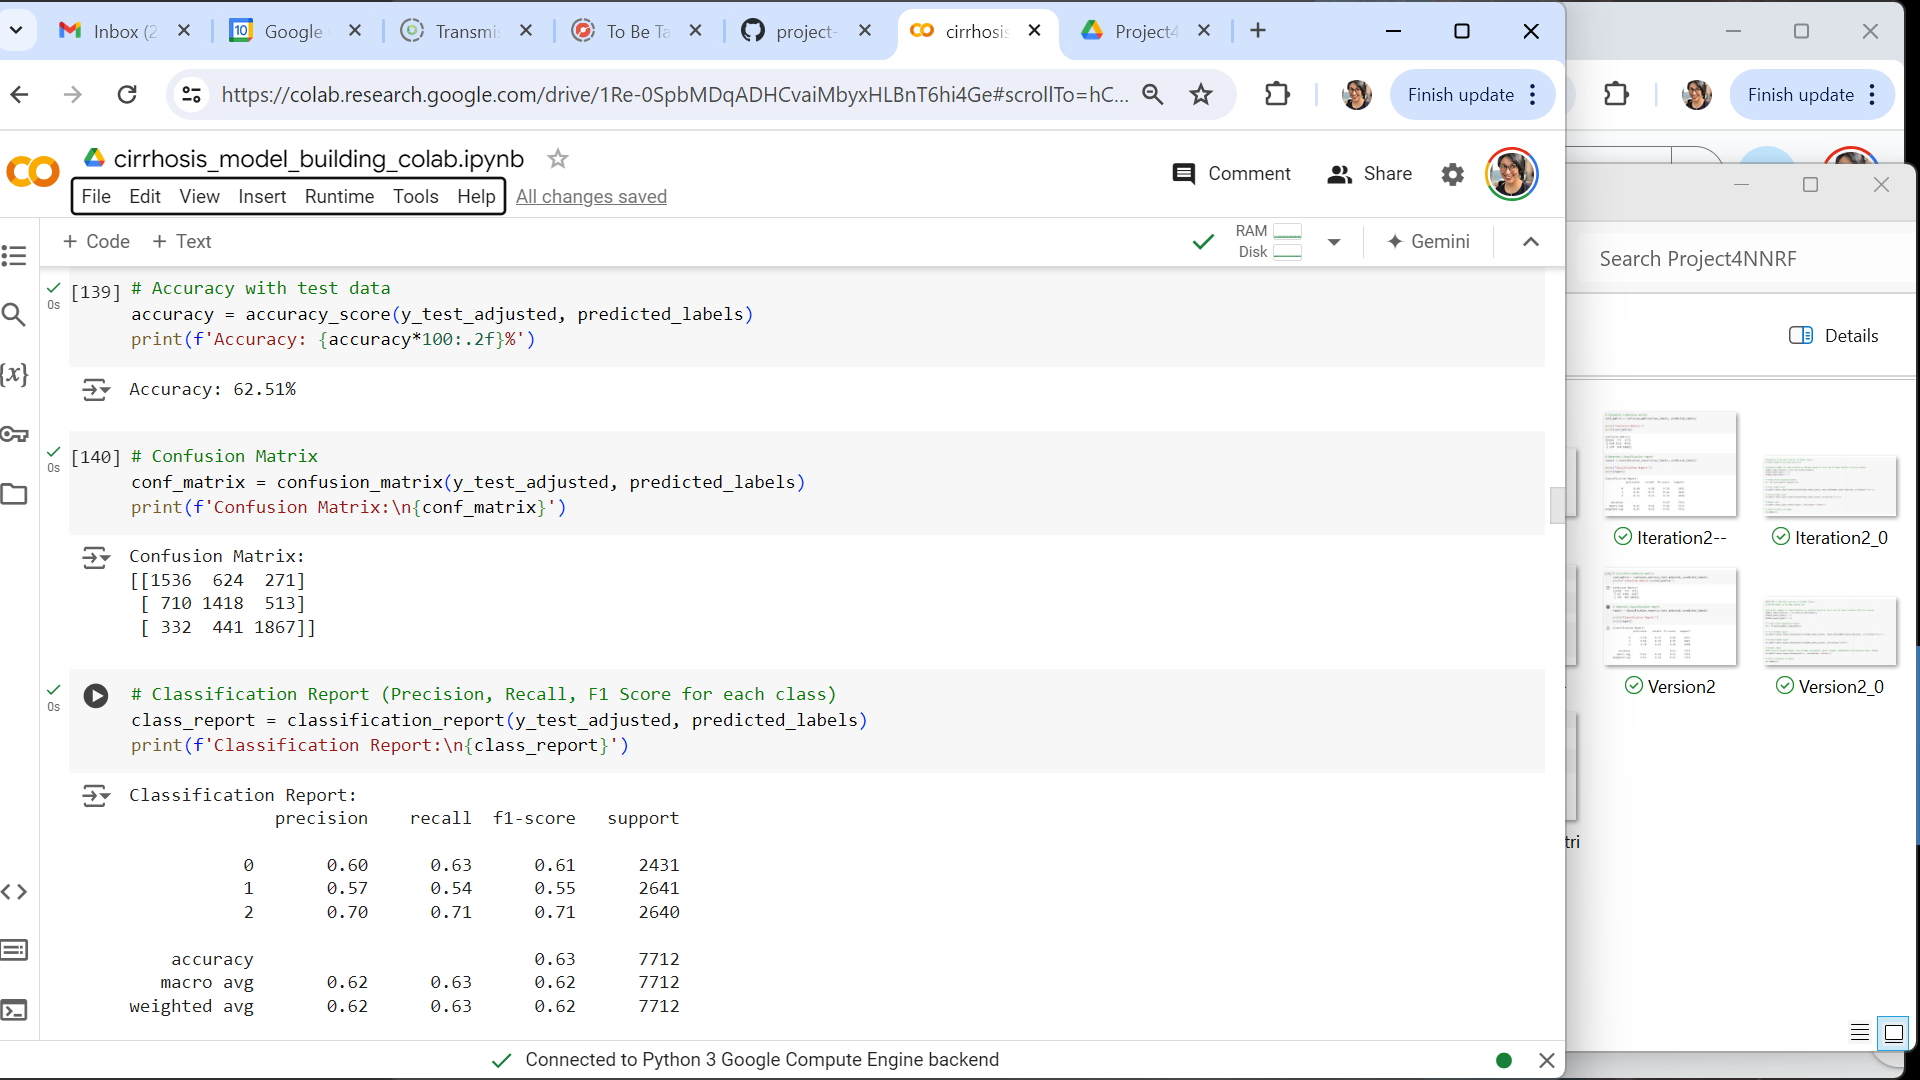 Inbox (2
Google
Transmi
To Be Ta
project-
cirrhosis
Project4
https://colab.research.google.com/drive/1Re-0SpbMDqADHCvaiMbyxHLBnT6hi4Ge#scrollTo=hC...
Finish update
Finish update
cirrhosis_model_building_colab.ipynb
Comment
Share
File Edit View Insert Runtime Tools Help
All changes saved
+ Code + Text
RAM
Disk
Gemini
Search Project4NNRF
Details
0s
[139] # Accuracy with test data
accuracy = accuracy_score(y_test_adjusted, predicted_labels)
print(f'Accuracy: {accuracy*100:.2f}%')
Accuracy: 62.51%
0s
[140] # Confusion Matrix
conf_matrix = confusion_matrix(y_test_adjusted, predicted_labels)
print(f'Confusion Matrix:\n{conf_matrix}')
Confusion Matrix:
[[1536 624 271]
[ 710 1418 513]
[ 332 441 1867]]
0s
# Classification Report (Precision, Recall, F1 Score for each class)
class_report = classification_report(y_test_adjusted, predicted_labels)
print(f'Classification Report:\n{class_report}')
Classification Report:
precision recall f1-score support
0 0.60 0.63 0.61 2431
1 0.57 0.54 0.55 2641
2 0.70 0.71 0.71 2640
accuracy 0.63 7712
macro avg 0.62 0.63 0.62 7712
weighted avg 0.62 0.63 0.62 7712
Iteration2--
Iteration2_0
Version2
Version2_0
tri
Connected to Python 3 Google Compute Engine backend